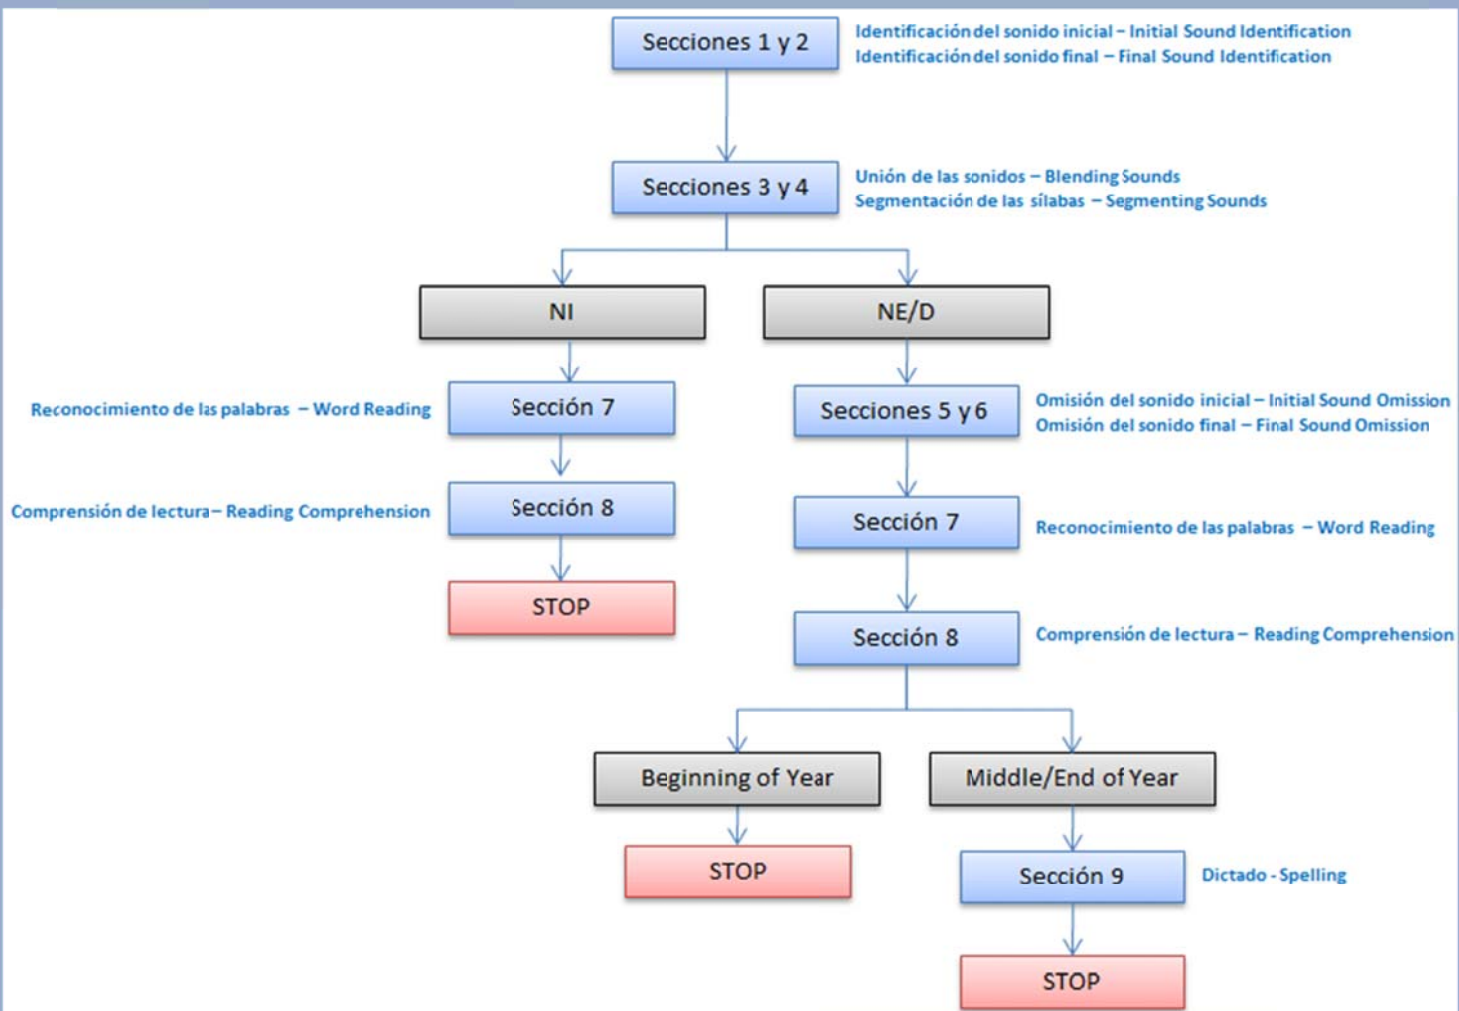 Secciones 1 y 2
Identificación del sonido inicial – Initial Sound Identification
Identificación del sonido final – Final Sound Identification
Secciones 3 y 4
Unión de las sonidos – Blending Sounds
Segmentación de las sílabas – Segmenting Sounds
NI
NE/D
Reconocimiento de las palabras – Word Reading
Sección 7
Secciones 5 y 6
Omisión del sonido inicial – Initial Sound Omission
Omisión del sonido final – Final Sound Omission
Comprensión de lectura – Reading Comprehension
Sección 8
Sección 7
Reconocimiento de las palabras – Word Reading
STOP
Sección 8
Comprensión de lectura – Reading Comprehension
Beginning of Year
Middle/End of Year
STOP
Sección 9
Dictado - Spelling
STOP